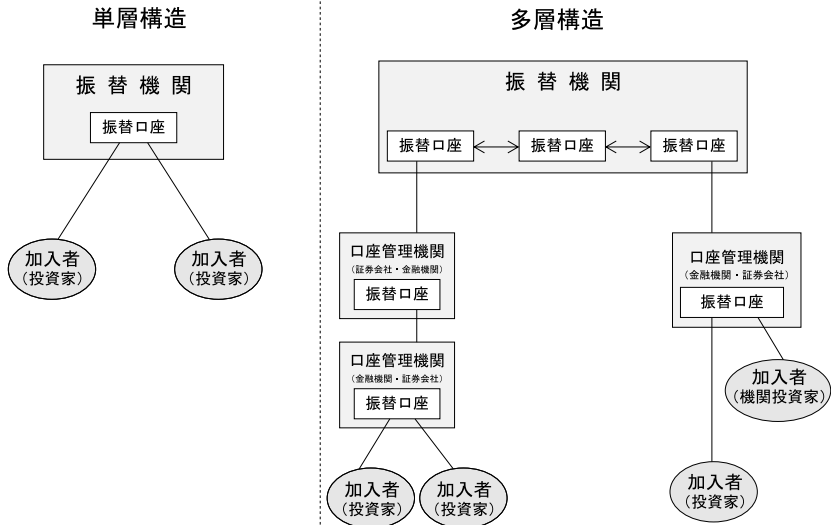 単層構造
振替機関
振替口座
加入者
（投資家）
加入者
（投資家）
多層構造
振替機関
振替口座
振替口座
振替口座
口座管理機関
（証券会社・金融機関）
振替口座
口座管理機関
（金融機関・証券会社）
振替口座
加入者
（投資家）
加入者
（投資家）
口座管理機関
（金融機関・証券会社）
振替口座
加入者
（機関投資家）
加入者
（投資家）